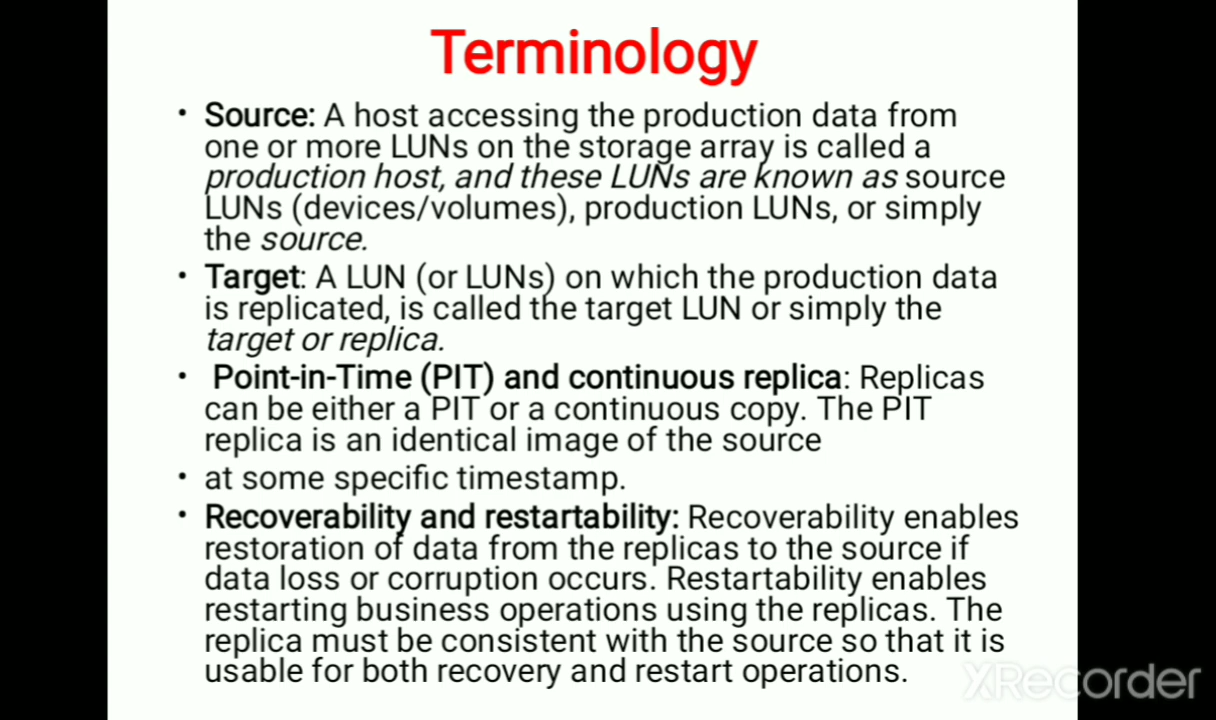 Terminology
• Source: A host accessing the production data from
one or more LUNs on the storage array is called a
production host, and these LUNs are known as source
LUNs (devices/volumes), production LUNs, or simply
the source.
• Target: A LUN (or LUNs) on which the production data
is replicated, is called the target LUN or simply the
target or replica.
• Point-in-Time (PIT) and continuous replica: Replicas
can be either a PIT or a continuous copy. The PIT
replica is an identical image of the source
• at some specific timestamp.
• Recoverability and restartability: Recoverability enables
restoration of data from the replicas to the source if
data loss or corruption occurs. Restartability enables
restarting business operations using the replicas. The
replica must be consistent with the source so that it is
usable for both recovery and restart operations.
XRecorder